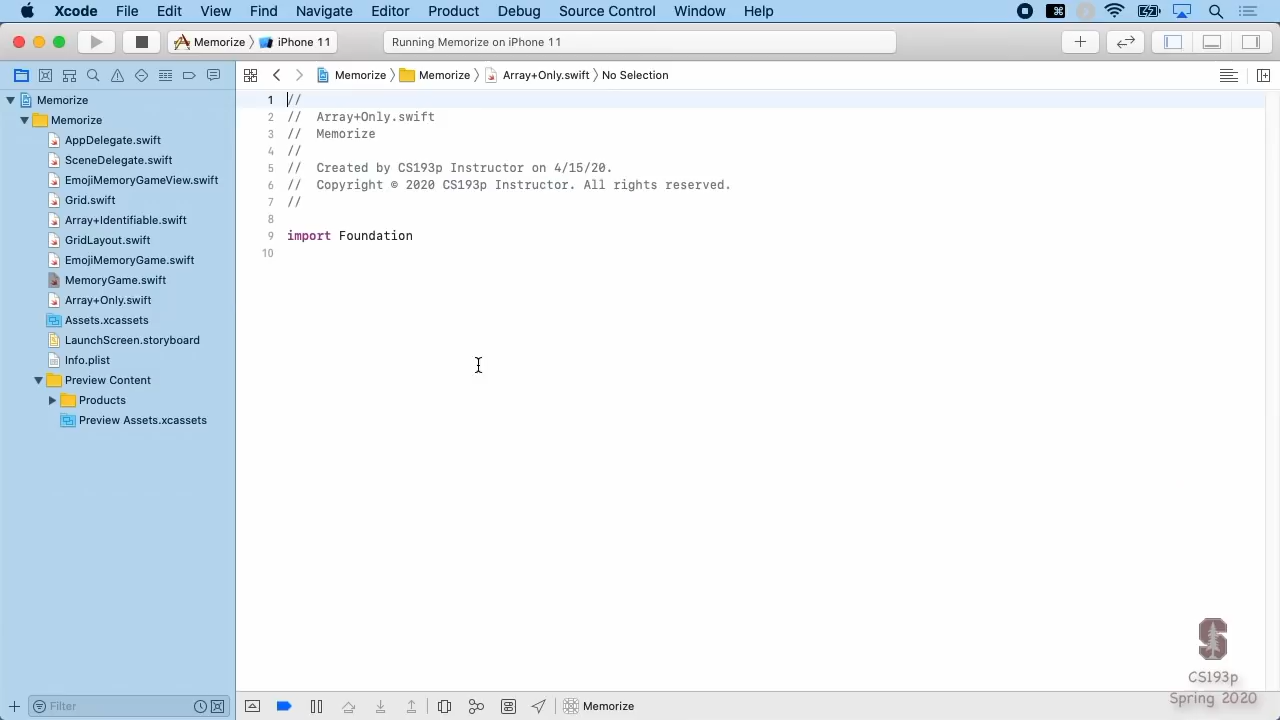 Xcode File Edit View Find Navigate Editor Product Debug Source Control Window Help
Memorize iPhone 11 Running Memorize on iPhone 11
Memorize Memorize Array+Only.swift No Selection
Memorize
Memorize
AppDelegate.swift
SceneDelegate.swift
EmojiMemoryGameView.swift
Grid.swift
Array+Identifiable.swift
GridLayout.swift
EmojiMemoryGame.swift
MemoryGame.swift
Array+Only.swift
Assets.xcassets
LaunchScreen.storyboard
Info.plist
Preview Content
Products
Preview Assets.xcassets
Filter
1 //
2 // Array+Only.swift
3 // Memorize
4 //
5 // Created by CS193p Instructor on 4/15/20.
6 // Copyright © 2020 CS193p Instructor. All rights reserved.
7 //
8
9 import Foundation
10
Memorize
S
CS193p
Spring 2020